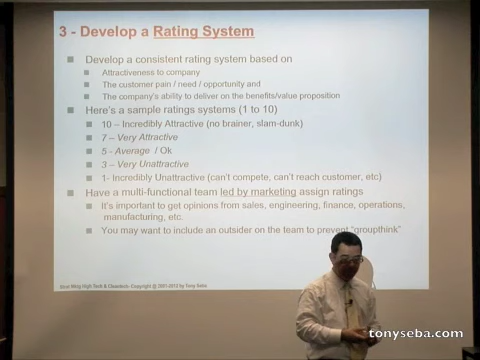 3 - Develop a Rating System
Develop a consistent rating system based on
Attractiveness to company
The customer pain / need / opportunity and
The company's ability to deliver on the benefits/value proposition
Here's a sample ratings systems (1 to 10)
10 – Incredibly Attractive (no brainer, slam-dunk)
7 – Very Attractive
5 - Average / Ok
3 – Very Unattractive
1- Incredibly Unattractive (can't compete, can't reach customer, etc)
Have a multi-functional team led by marketing assign ratings
It's important to get opinions from sales, engineering, finance, operations,
manufacturing, etc.
You may want to include an outsider on the team to prevent "groupthink"
High Tech & Cleantech- Copyright @ 2001-2012 by Tony Seba
tonyseba.com